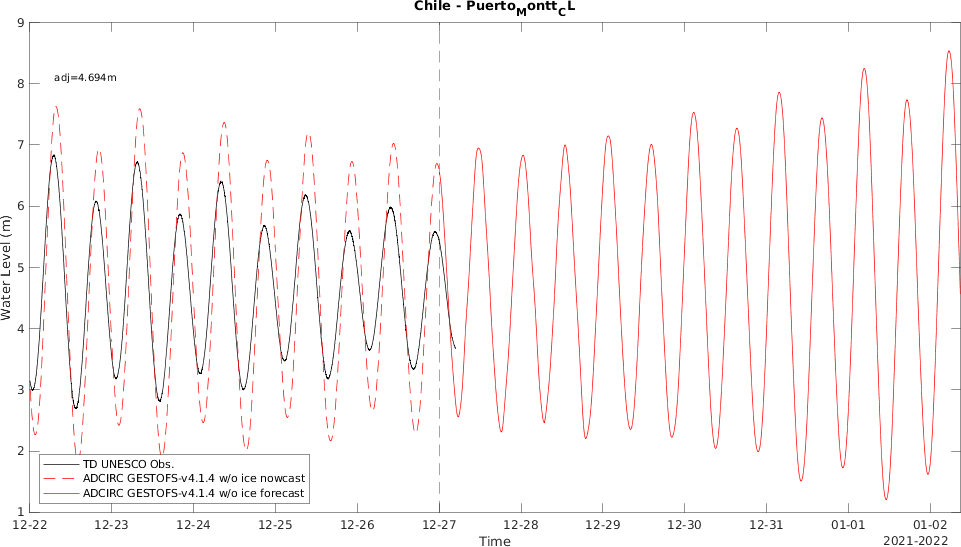 Chile - Puerto_Montt_CL
9
adj=4.694m
8
7
6
5
4
3
2
1
Water Level (m)
TD UNESCO Obs.
ADCIRC GESTOFS-v4.1.4 w/o ice nowcast
ADCIRC GESTOFS-v4.1.4 w/o ice forecast
12-22 12-23 12-24 12-25 12-26 12-27 12-28 12-29 12-30 12-31 01-01 01-02
Time
2021-2022